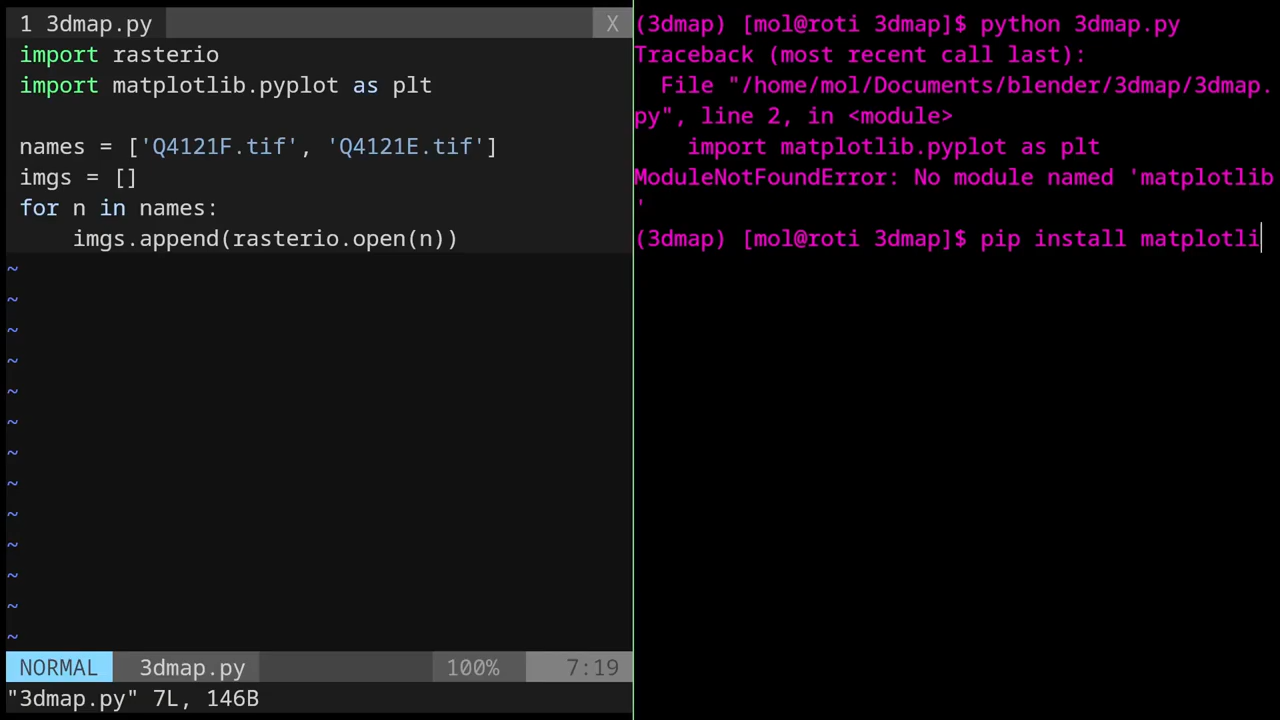 1 3dmap.py X
import rasterio
import matplotlib.pyplot as plt
names = ['Q4121F.tif', 'Q4121E.tif']
imgs = []
for n in names:
    imgs.append(rasterio.open(n))
~
~
~
~
~
~
~
~
~
~
~
~
~
NORMAL 3dmap.py 100% 7:19
"3dmap.py" 7L, 146B
(3dmap) [mol@roti 3dmap]$ python 3dmap.py
Traceback (most recent call last):
  File "/home/mol/Documents/blender/3dmap/3dmap.
py", line 2, in <module>
    import matplotlib.pyplot as plt
ModuleNotFoundError: No module named 'matplotlib
'
(3dmap) [mol@roti 3dmap]$ pip install matplotli